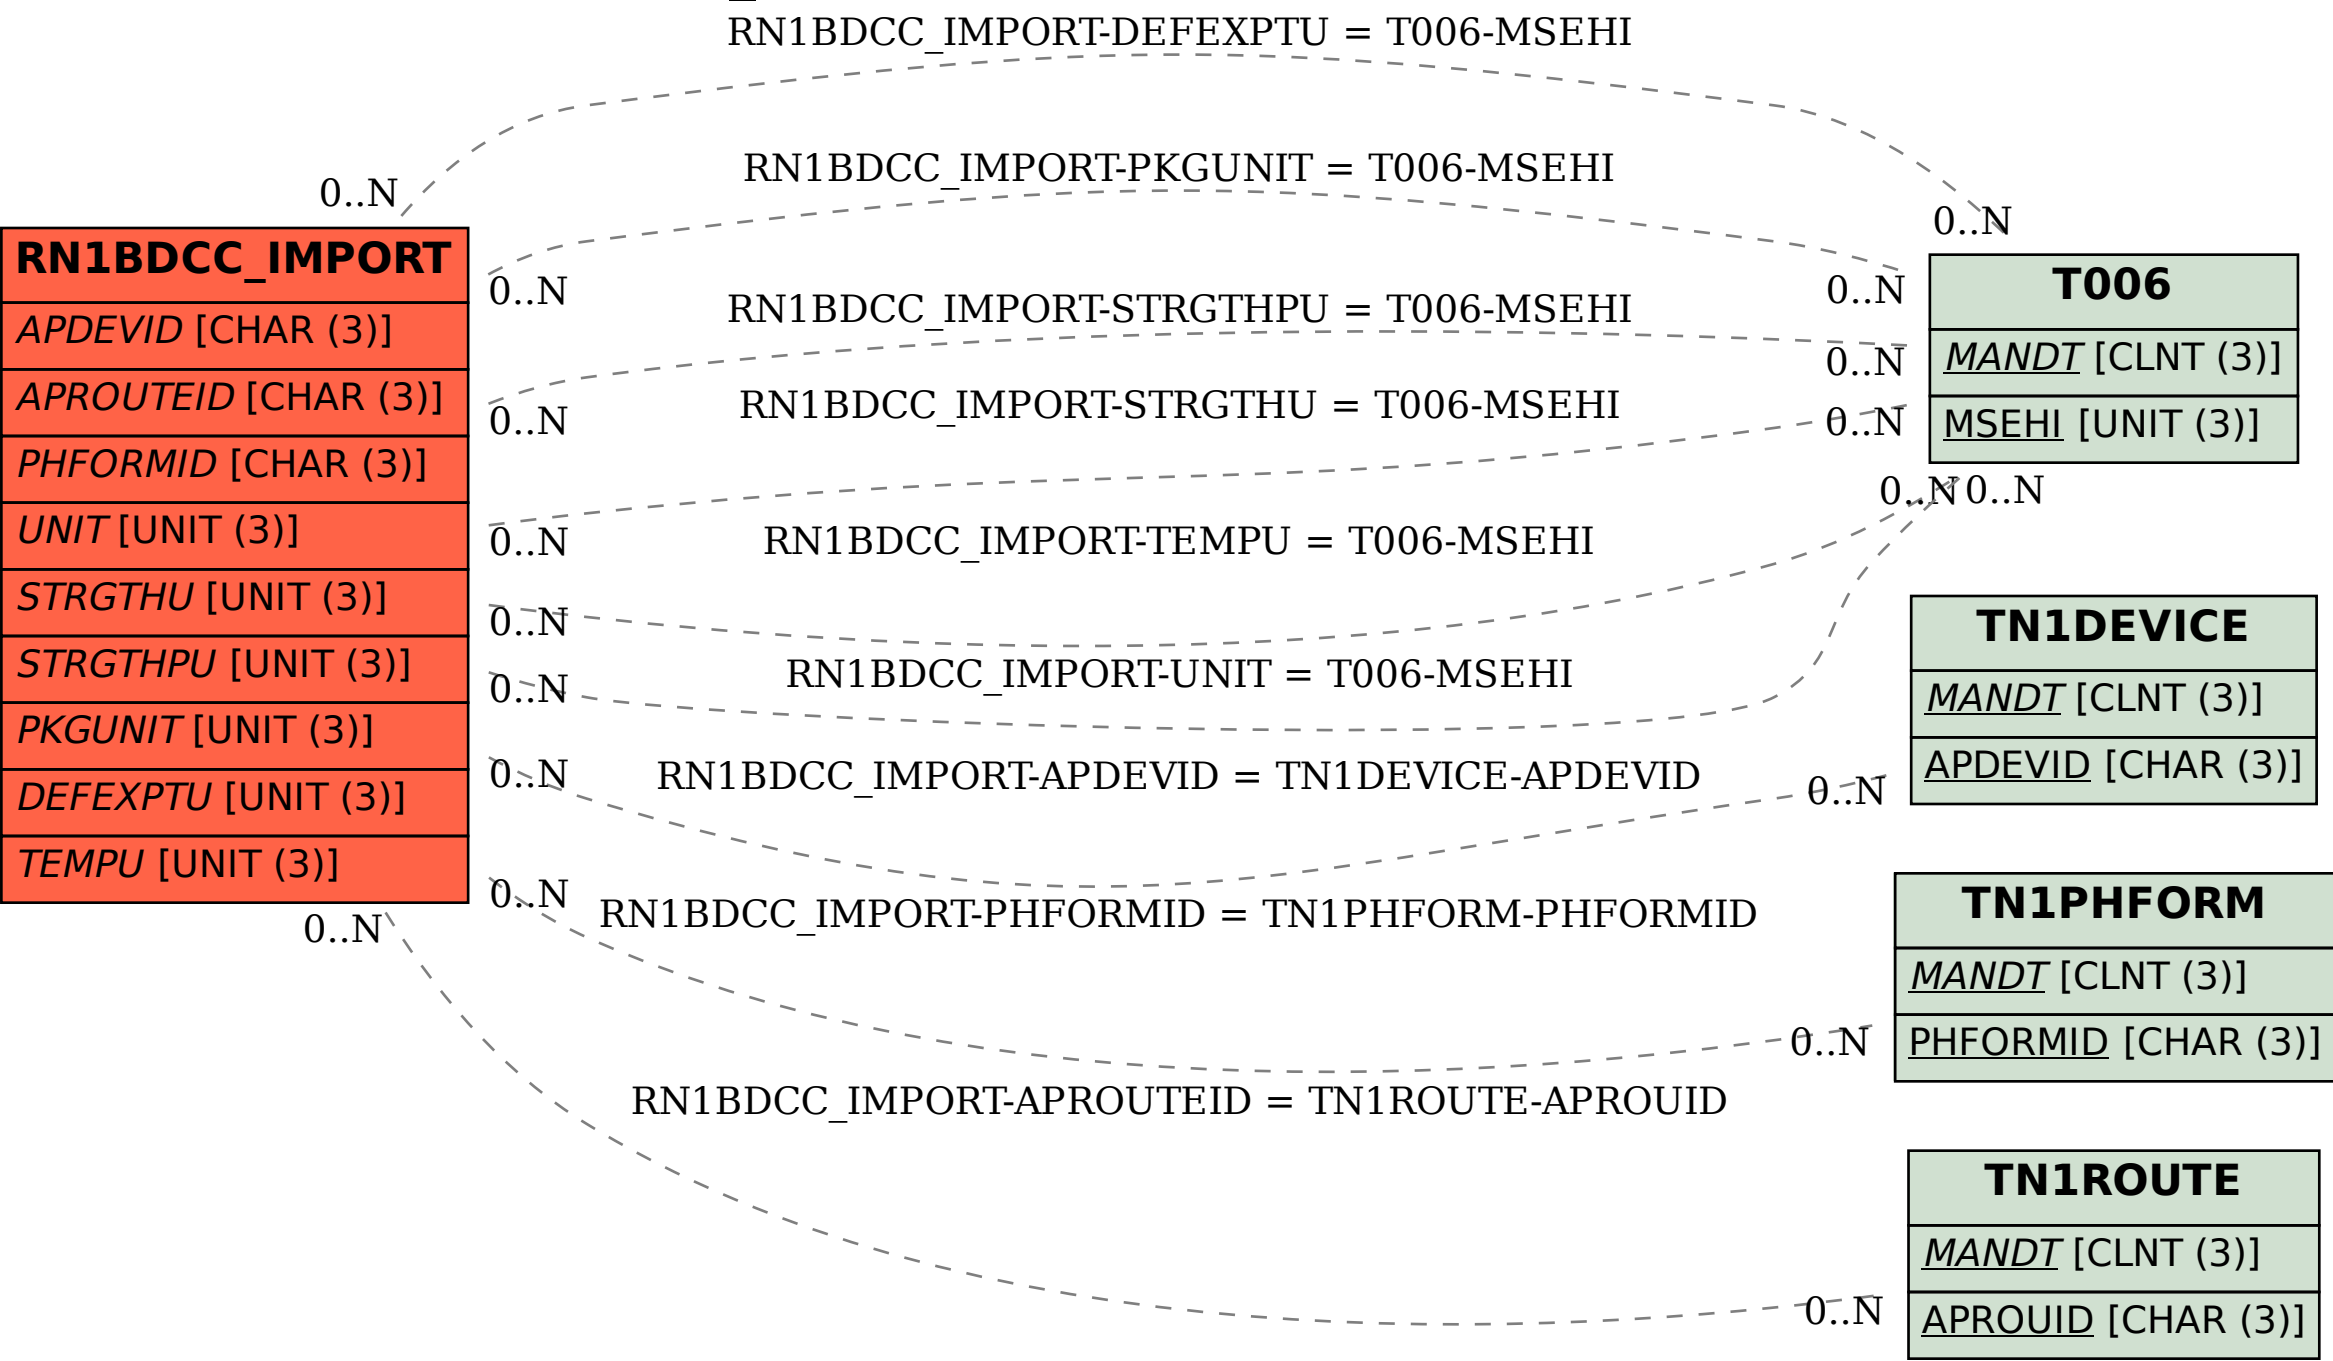 RN1BDCC_IMPORT-DEFEXPTU = T006-MSEHI
RN1BDCC_IMPORT-PKGUNIT = T006-MSEHI
RN1BDCC_IMPORT-STRGTHPU = T006-MSEHI
RN1BDCC_IMPORT-STRGTHU = T006-MSEHI
RN1BDCC_IMPORT-TEMPU = T006-MSEHI
RN1BDCC_IMPORT-UNIT = T006-MSEHI
RN1BDCC_IMPORT-APDEVID = TN1DEVICE-APDEVID
RN1BDCC_IMPORT-PHFORMID = TN1PHFORM-PHFORMID
RN1BDCC_IMPORT-APROUTEID = TN1ROUTE-APROUID
0..N
0..N
0..N
0..N
0..N
0..N
0..N
0..N
0..N
RN1BDCC_IMPORT
APDEVID [CHAR (3)]
APROUTEID [CHAR (3)]
PHFORMID [CHAR (3)]
UNIT [UNIT (3)]
STRGTHU [UNIT (3)]
STRGTHPU [UNIT (3)]
PKGUNIT [UNIT (3)]
DEFEXPTU [UNIT (3)]
TEMPU [UNIT (3)]
0..N
0..N
0..N
0..N
0..N
0..N
0..N
0..N
0..N
T006
MANDT [CLNT (3)]
MSEHI [UNIT (3)]
TN1DEVICE
MANDT [CLNT (3)]
APDEVID [CHAR (3)]
TN1PHFORM
MANDT [CLNT (3)]
PHFORMID [CHAR (3)]
TN1ROUTE
MANDT [CLNT (3)]
APROUID [CHAR (3)]